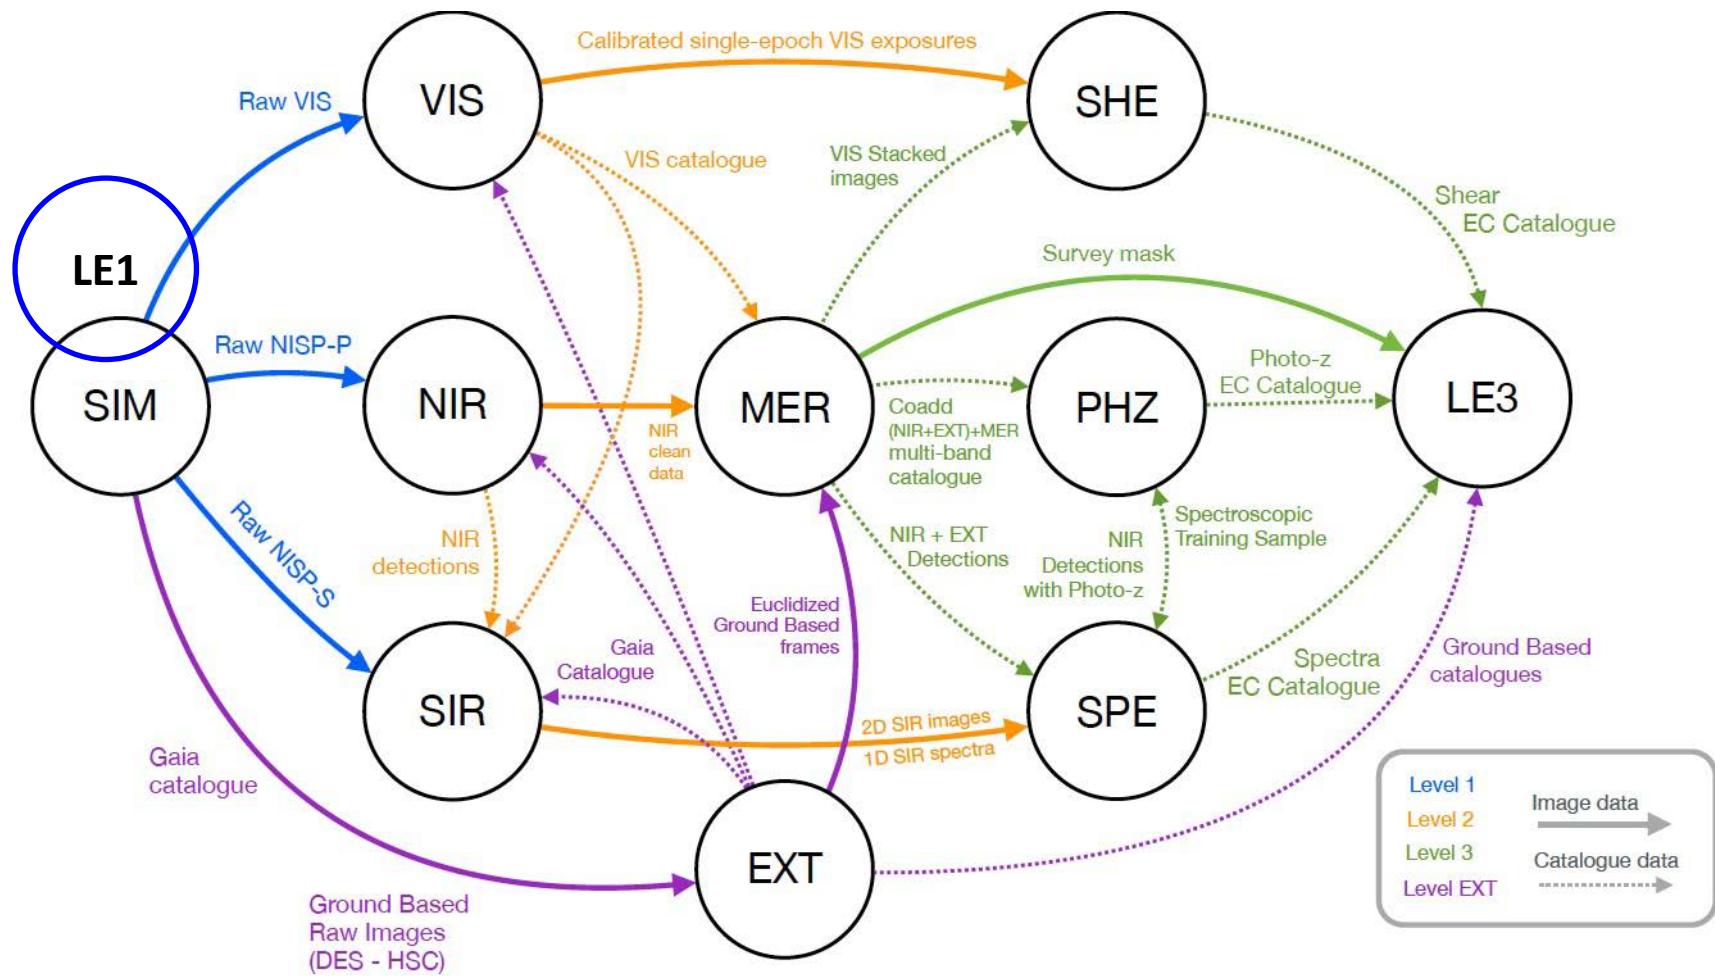 Calibrated single-epoch VIS exposures
Raw VIS
VIS
SHE
VIS catalogue
VIS Stacked
images
Shear
EC Catalogue
LE1
Survey mask
Raw NISP-P
SIM
NIR
MER
PHZ
LE3
Photo-z
EC Catalogue
NIR
clean
data
Coadd
(NIR+EXT)+MER
multi-band
catalogue
Raw NISP-S
NIR
detections
NIR + EXT
Detections
NIR
Detections
with Photo-z
Spectroscopic
Training Sample
Euclidized
Ground Based
frames
Gaia
Catalogue
Spectra
EC Catalogue
Ground Based
catalogues
SIR
SPE
2D SIR images
1D SIR spectra
Gaia
catalogue
EXT
Ground Based
Raw Images
(DES - HSC)
Level 1
Level 2
Level 3
Level EXT
Image data
Catalogue data